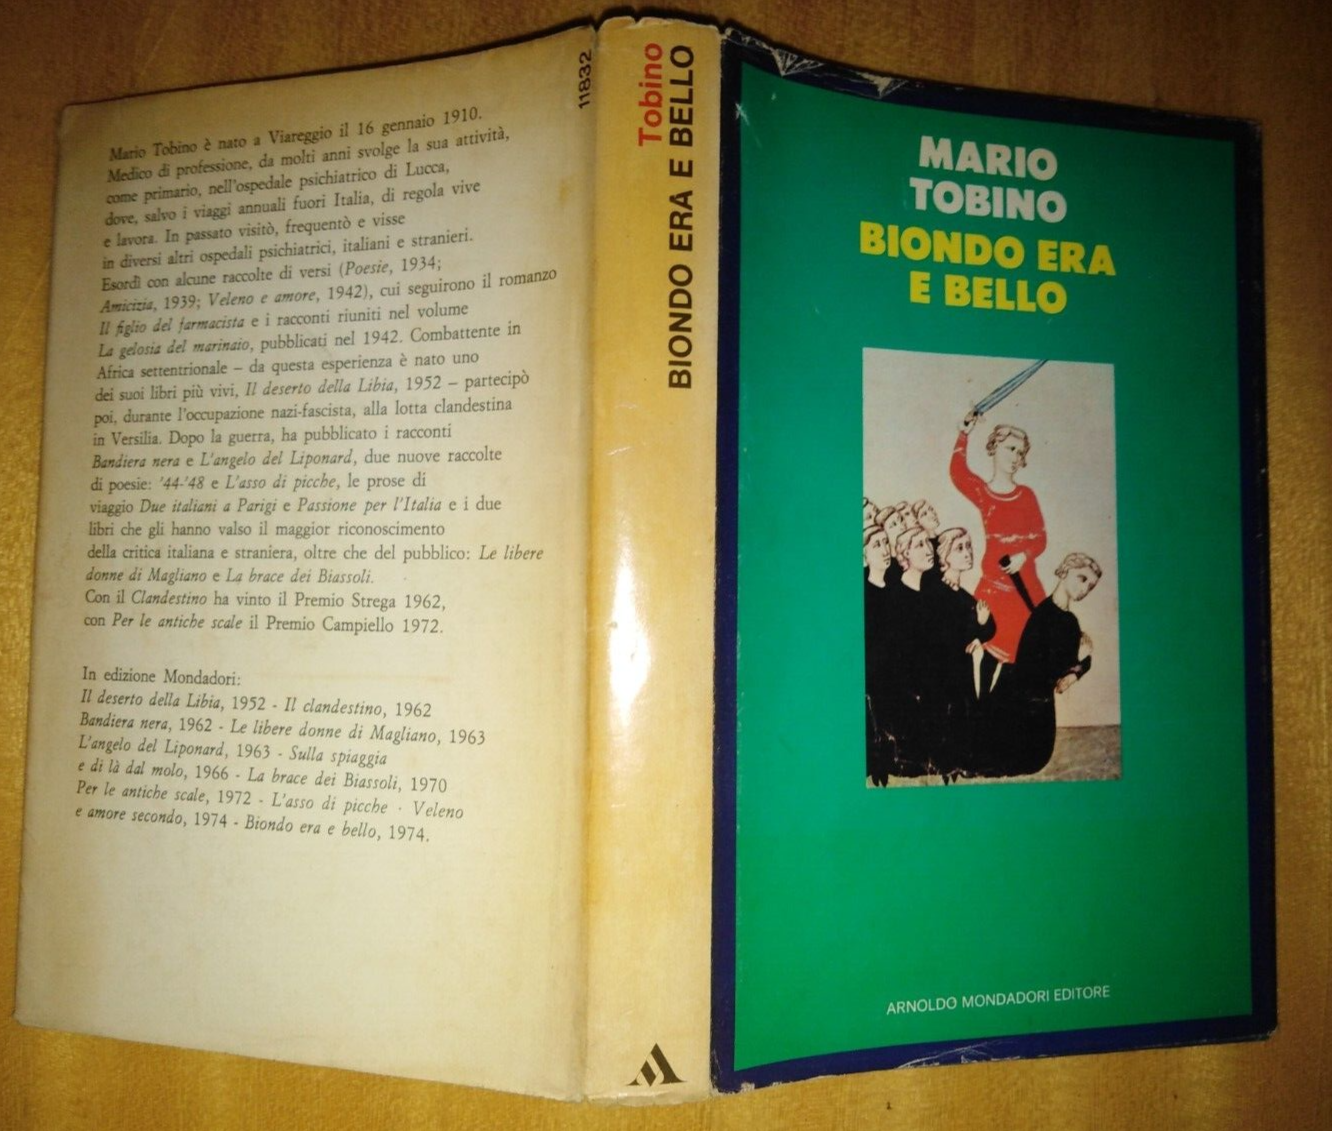 Mario Tobino è nato a Viareggio il 16 gennaio 1910.
Medico di professione, da molti anni svolge la sua attività,
come primario, nell'ospedale psichiatrico di Lucca,
dove, salvo i viaggi annuali fuori Italia, di regola vive
e lavora. In passato visitò, frequentò e visse
in diversi altri ospedali psichiatrici, italiani e stranieri.
Esordì con alcune raccolte di versi (Poesie, 1934;
Amicizia, 1939; Veleno e amore, 1942), cui seguirono il romanzo
Il figlio del farmacista e i racconti riuniti nel volume
La gelosia del marinaio, pubblicati nel 1942. Combattente in
Africa settentrionale – da questa esperienza è nato uno
dei suoi libri più vivi, Il deserto della Libia, 1952 – partecipò
poi, durante l'occupazione nazi-fascista, alla lotta clandestina
in Versilia. Dopo la guerra, ha pubblicato i racconti
Bandiera nera e L'angelo del Liponard, due nuove raccolte
di poesie: '44-'48 e L'asso di picche, le prose di
viaggio Due italiani a Parigi e Passione per l'Italia e i due
libri che gli hanno valso il maggior riconoscimento
della critica italiana e straniera, oltre che del pubblico: Le libere
donne di Magliano e La brace dei Biassoli.
Con il Clandestino ha vinto il Premio Strega 1962,
con Per le antiche scale il Premio Campiello 1972.
In edizione Mondadori:
Il deserto della Libia, 1952 - Il clandestino, 1962
Bandiera nera, 1962 - Le libere donne di Magliano, 1963
L'angelo del Liponard, 1963 - Sulla spiaggia
e di là dal molo, 1966 - La brace dei Biassoli, 1970
Per le antiche scale, 1972 - L'asso di picche · Veleno
e amore secondo, 1974 - Biondo era e bello, 1974.
11832
Tobino
BIONDO ERA E BELLO
MARIO
TOBINO
BIONDO ERA
E BELLO
ARNOLDO MONDADORI EDITORE